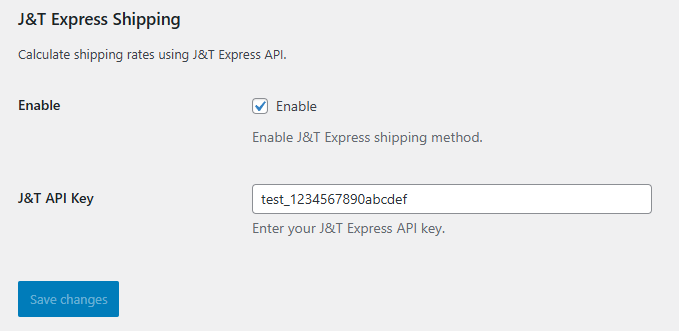 J&T Express Shipping
Calculate shipping rates using J&T Express API.
Enable
Enable
Enable J&T Express shipping method.
J&T API Key
test_1234567890abcdef
Enter your J&T Express API key.
Save changes